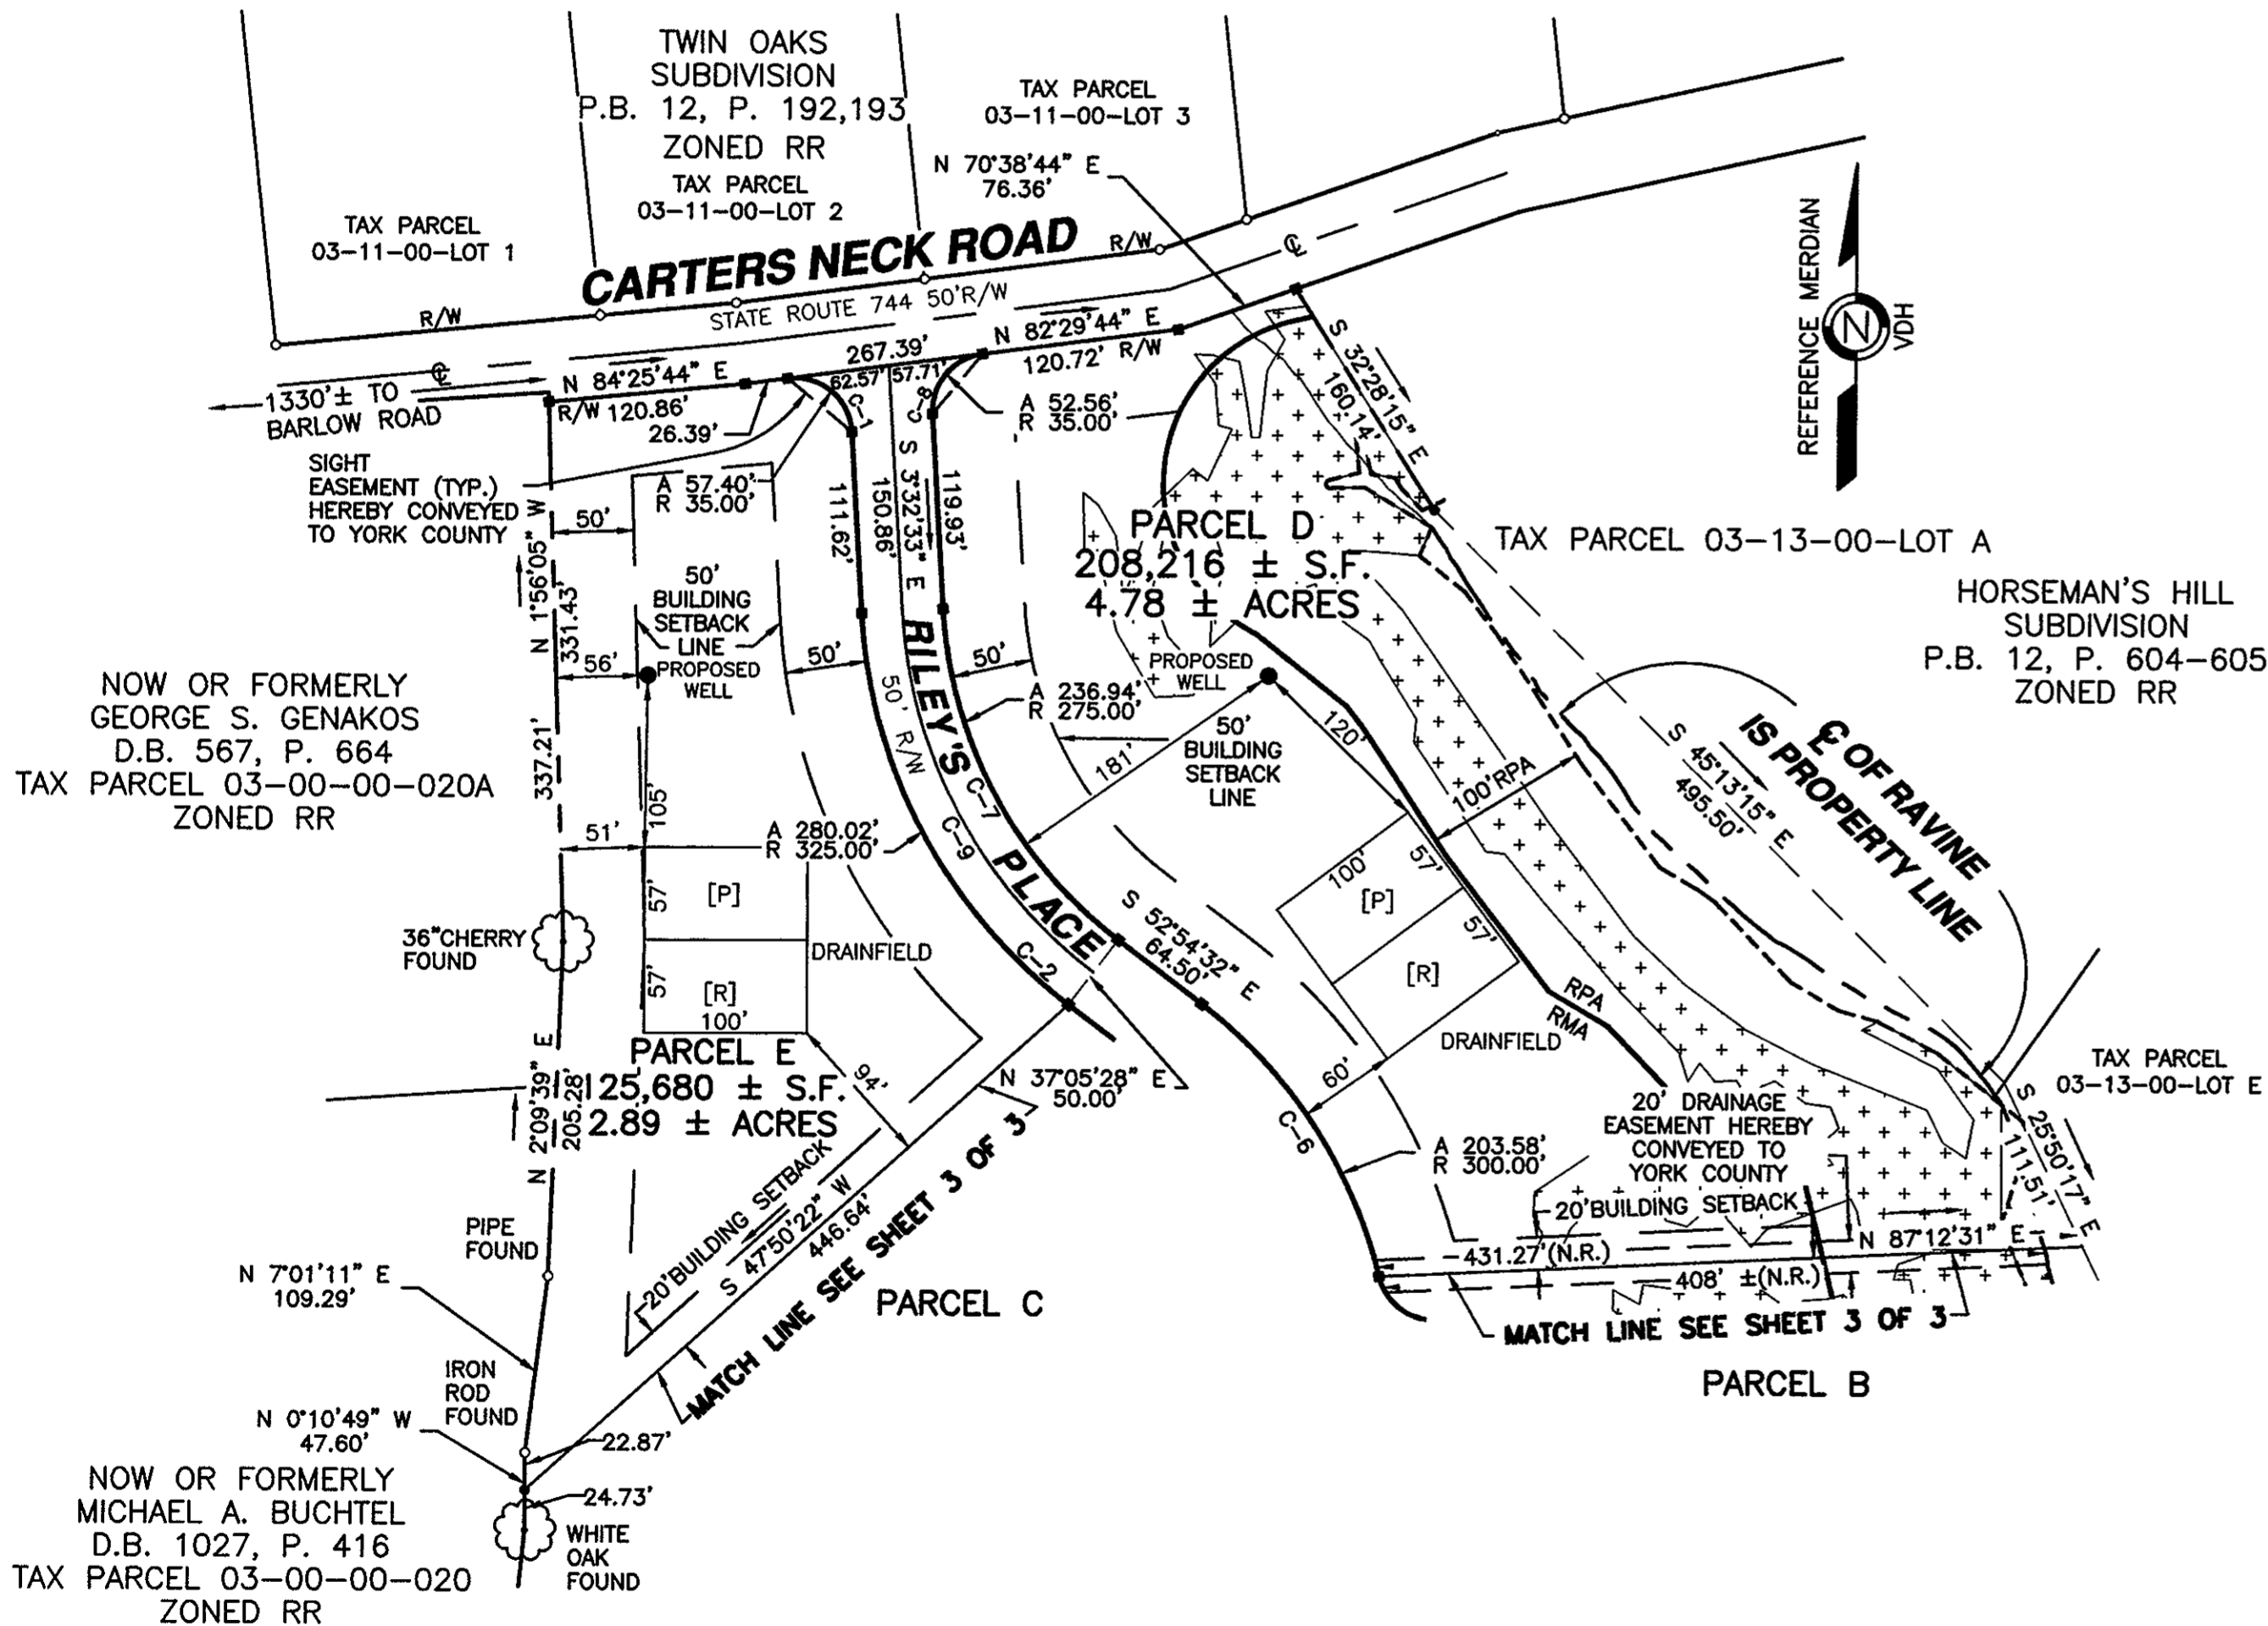 TWIN OAKS
SUBDIVISION
P.B. 12, P. 192,193
ZONED RR
TAX PARCEL
03-11-00-LOT 2
TAX PARCEL
03-11-00-LOT 3
TAX PARCEL
03-11-00-LOT 1
N 70°38'44" E
76.36'
CARTERS NECK ROAD
R/W
R/W
STATE ROUTE 744 50'R/W
REFERENCE MERDIAN
N
VDH
N 84°25'44" E
R/W 120.86'
267.39'
62.57'
57.71'
N 82°29'44" E
120.72' R/W
1330'± TO
BARLOW ROAD
26.39'
C-1
C-8
A 52.56'
R 35.00'
S 32°28'15" E
160.14'
SIGHT
EASEMENT (TYP.)
HEREBY CONVEYED
TO YORK COUNTY
A 57.40'
R 35.00'
50'
111.62'
150.86'
S 3°32'33" E
119.93'
N 1°56'05" W
331.43'
337.21'
PARCEL D
208,216 ± S.F.
4.78 ± ACRES
TAX PARCEL 03-13-00-LOT A
HORSEMAN'S HILL
SUBDIVISION
P.B. 12, P. 604-605
ZONED RR
50'
BUILDING
SETBACK
LINE
PROPOSED
WELL
56'
50'
50'
50' R/W
RILEY'S PLACE
PROPOSED
WELL
A 236.94'
R 275.00'
50'
BUILDING
SETBACK
LINE
181'
120'
100'RPA
NOW OR FORMERLY
GEORGE S. GENAKOS
D.B. 567, P. 664
TAX PARCEL 03-00-00-020A
ZONED RR
℄ OF RAVINE
IS PROPERTY LINE
S 45°13'15" E
495.50'
105'
51'
A 280.02'
R 325.00'
C-7
C-9
C-2
57'
[P]
57'
[R]
100'
DRAINFIELD
36"CHERRY
FOUND
S 52°54'32" E
64.50'
100'
57'
[P]
57'
[R]
DRAINFIELD
60'
RPA
RMA
N 2°09'39" E
205.28'
PARCEL E
125,680 ± S.F.
2.89 ± ACRES
94'
N 37°05'28" E
50.00'
C-6
A 203.58'
R 300.00'
20' DRAINAGE
EASEMENT HEREBY
CONVEYED TO
YORK COUNTY
20'BUILDING SETBACK
TAX PARCEL
03-13-00-LOT E
S 25°50'17" E
111.51'
20'BUILDING SETBACK
S 47°50'22" W
446.64'
MATCH LINE SEE SHEET 3 OF 3
PIPE
FOUND
N 7°01'11" E
109.29'
431.27'(N.R.)
N 87°12'31" E
408' ±(N.R.)
MATCH LINE SEE SHEET 3 OF 3
PARCEL C
PARCEL B
IRON
ROD
FOUND
N 0°10'49" W
47.60'
22.87'
24.73'
WHITE
OAK
FOUND
NOW OR FORMERLY
MICHAEL A. BUCHTEL
D.B. 1027, P. 416
TAX PARCEL 03-00-00-020
ZONED RR